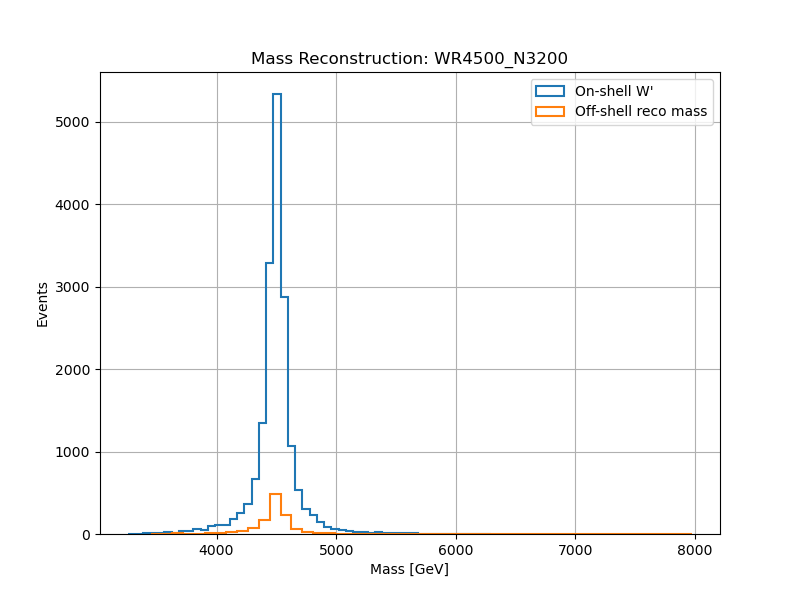 Mass Reconstruction: WR4500_N3200
On-shell W'
Off-shell reco mass
5000
4000
3000
2000
1000
0
Events
4000 5000 6000 7000 8000
Mass [GeV]